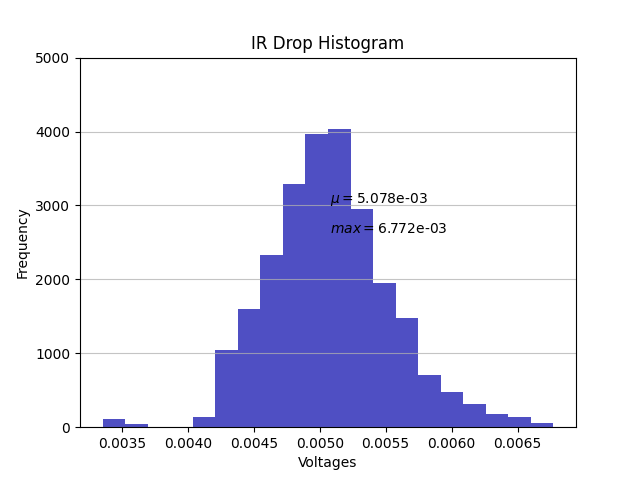 IR Drop Histogram
5000
4000
3000
2000
1000
0
Frequency
μ = 5.078e-03
max = 6.772e-03
0.0035 0.0040 0.0045 0.0050 0.0055 0.0060 0.0065
Voltages